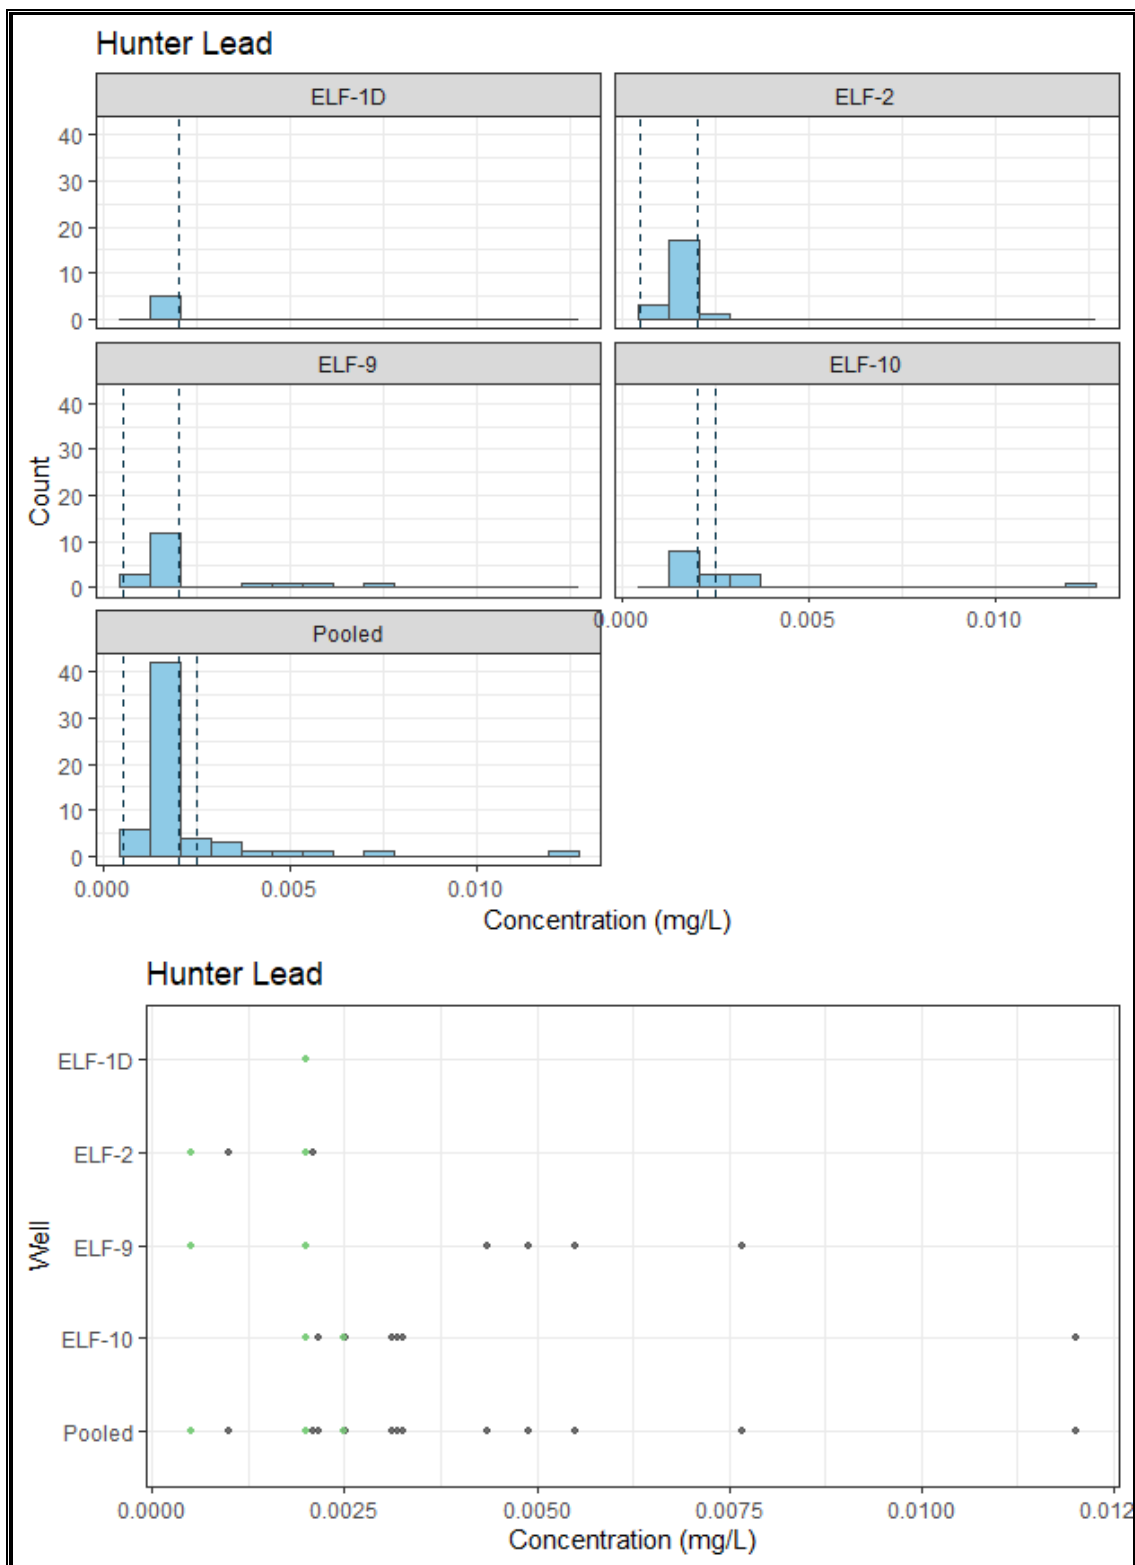 Hunter Lead
ELF-1D
ELF-2
40
30
20
10
0
ELF-9
ELF-10
40
30
20
10
0
Count
0.000
0.005
0.010
Pooled
40
30
20
10
0
0.000
0.005
0.010
Concentration (mg/L)
Hunter Lead
ELF-1D
ELF-2
ELF-9
ELF-10
Pooled
Well
0.0000
0.0025
0.0050
0.0075
0.0100
0.012
Concentration (mg/L)